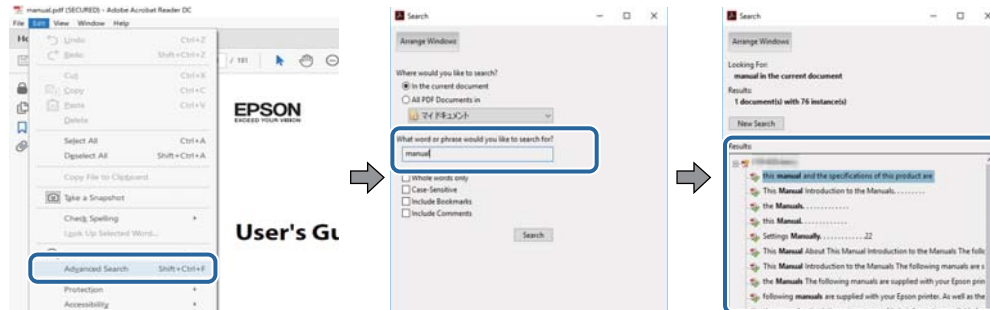 manual.pdf (SECURED) - Adobe Acrobat Reader DC
File Edit View Window Help
Undo Ctrl+Z
Shift+Ctrl+Z
Cut Ctrl+X
Copy Ctrl+C
Paste Ctrl+V
Delete
Select All Ctrl+A
Deselect All Shift+Ctrl+A
Copy File to Clipboard
Take a Snapshot
Check Spelling
Look Up Selected Word...
Advanced Search Shift+Ctrl+F
Protection
Accessibility
/ 181
EPSON
EXCEED YOUR VISION
User's Gu
Search
Arrange Windows
Where would you like to search?
In the current document
All PDF Documents in
マイ ドキュメント
What word or phrase would you like to search for?
manual
Whole words only
Case-Sensitive
Include Bookmarks
Include Comments
Search
Search
Arrange Windows
Looking For:
manual in the current document
Results:
1 document(s) with 76 instance(s)
New Search
Results:
this manual and the specifications of this product are
This Manual Introduction to the Manuals. . . . . . . . .
the Manuals. . . . . . . . . . . . .
this Manual. . . . . . . . . . . . .
Settings Manually. . . . . . . . . . . .22
This Manual About This Manual Introduction to the Manuals The follo
This Manual Introduction to the Manuals The following manuals are s
the Manuals The following manuals are supplied with your Epson prin
following manuals are supplied with your Epson printer. As well as the